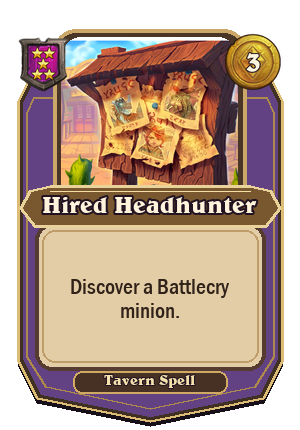 3
Hired Headhunter
Discover a Battlecry
minion.
Tavern Spell